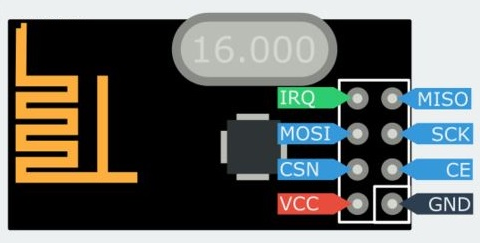 16.000
IRQ MISO
MOSI SCK
CSN CE
VCC GND